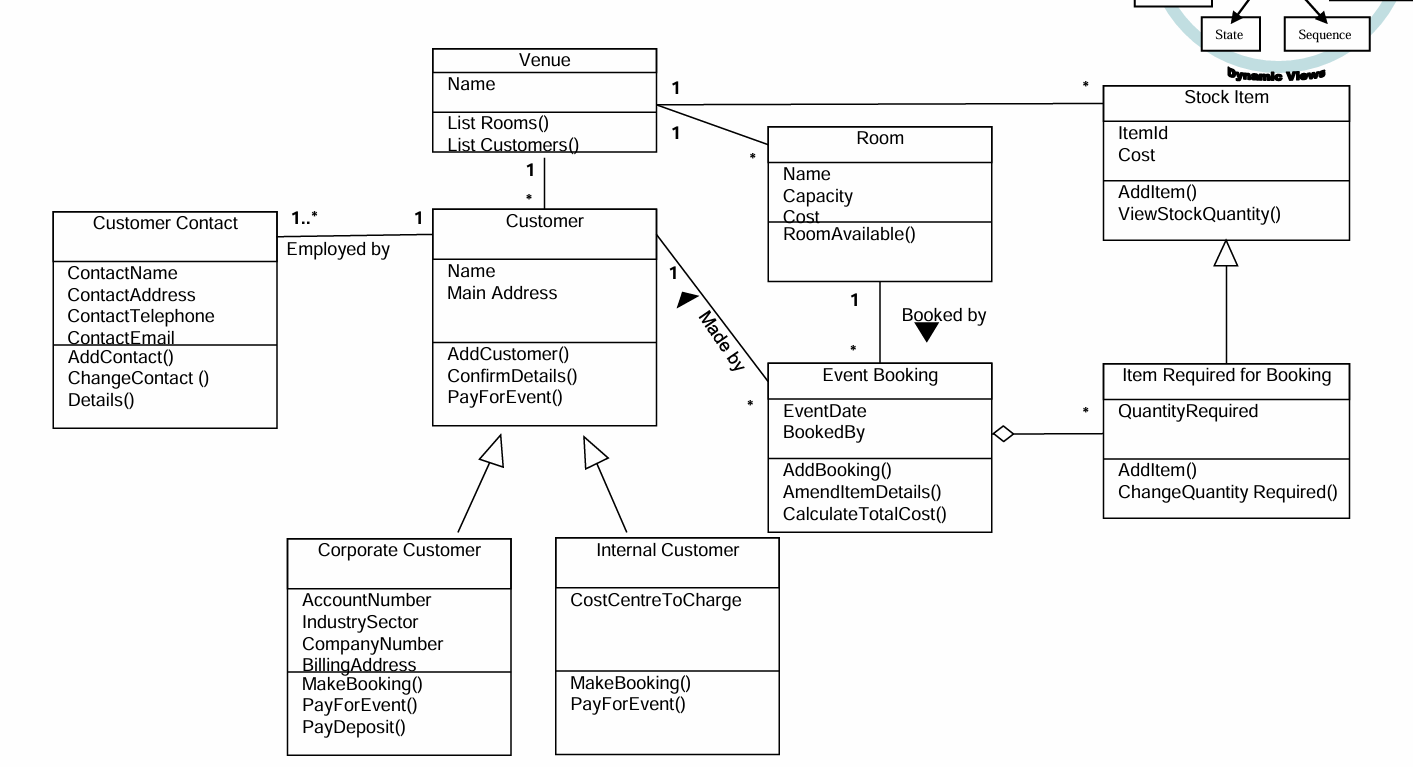 State
Sequence
Dynamic Views
Venue
Name
List Rooms()
List Customers()
1
*
1
*
1
*
Stock Item
ItemId
Cost
AddItem()
ViewStockQuantity()
Room
Name
Capacity
Cost
RoomAvailable()
Customer Contact
ContactName
ContactAddress
ContactTelephone
ContactEmail
AddContact()
ChangeContact ()
Details()
1..*
1
Employed by
Customer
Name
Main Address
AddCustomer()
ConfirmDetails()
PayForEvent()
1
Made by
*
1
Booked by
*
Event Booking
EventDate
BookedBy
AddBooking()
AmendItemDetails()
CalculateTotalCost()
*
Item Required for Booking
QuantityRequired
AddItem()
ChangeQuantity Required()
Corporate Customer
AccountNumber
IndustrySector
CompanyNumber
BillingAddress
MakeBooking()
PayForEvent()
PayDeposit()
Internal Customer
CostCentreToCharge
MakeBooking()
PayForEvent()